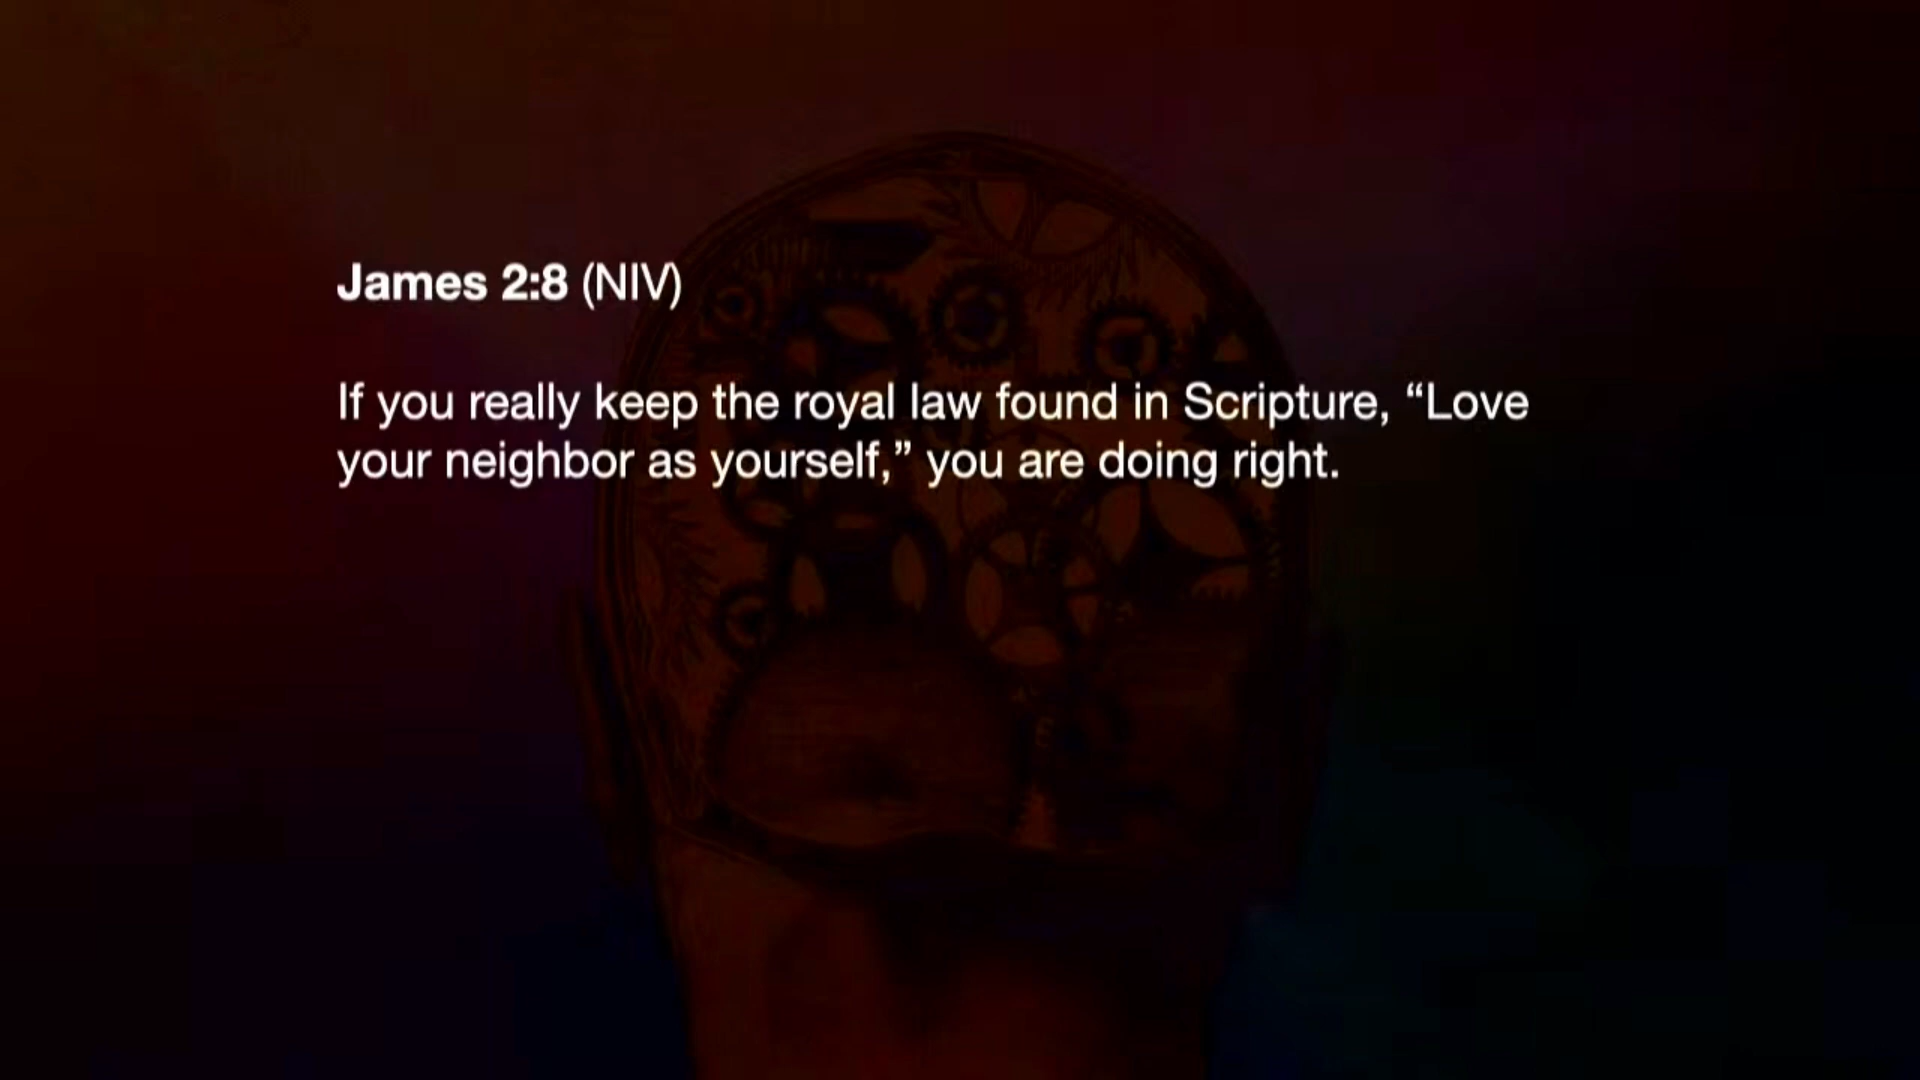 James 2:8 (NIV)
If you really keep the royal law found in Scripture, “Love
your neighbor as yourself,” you are doing right.